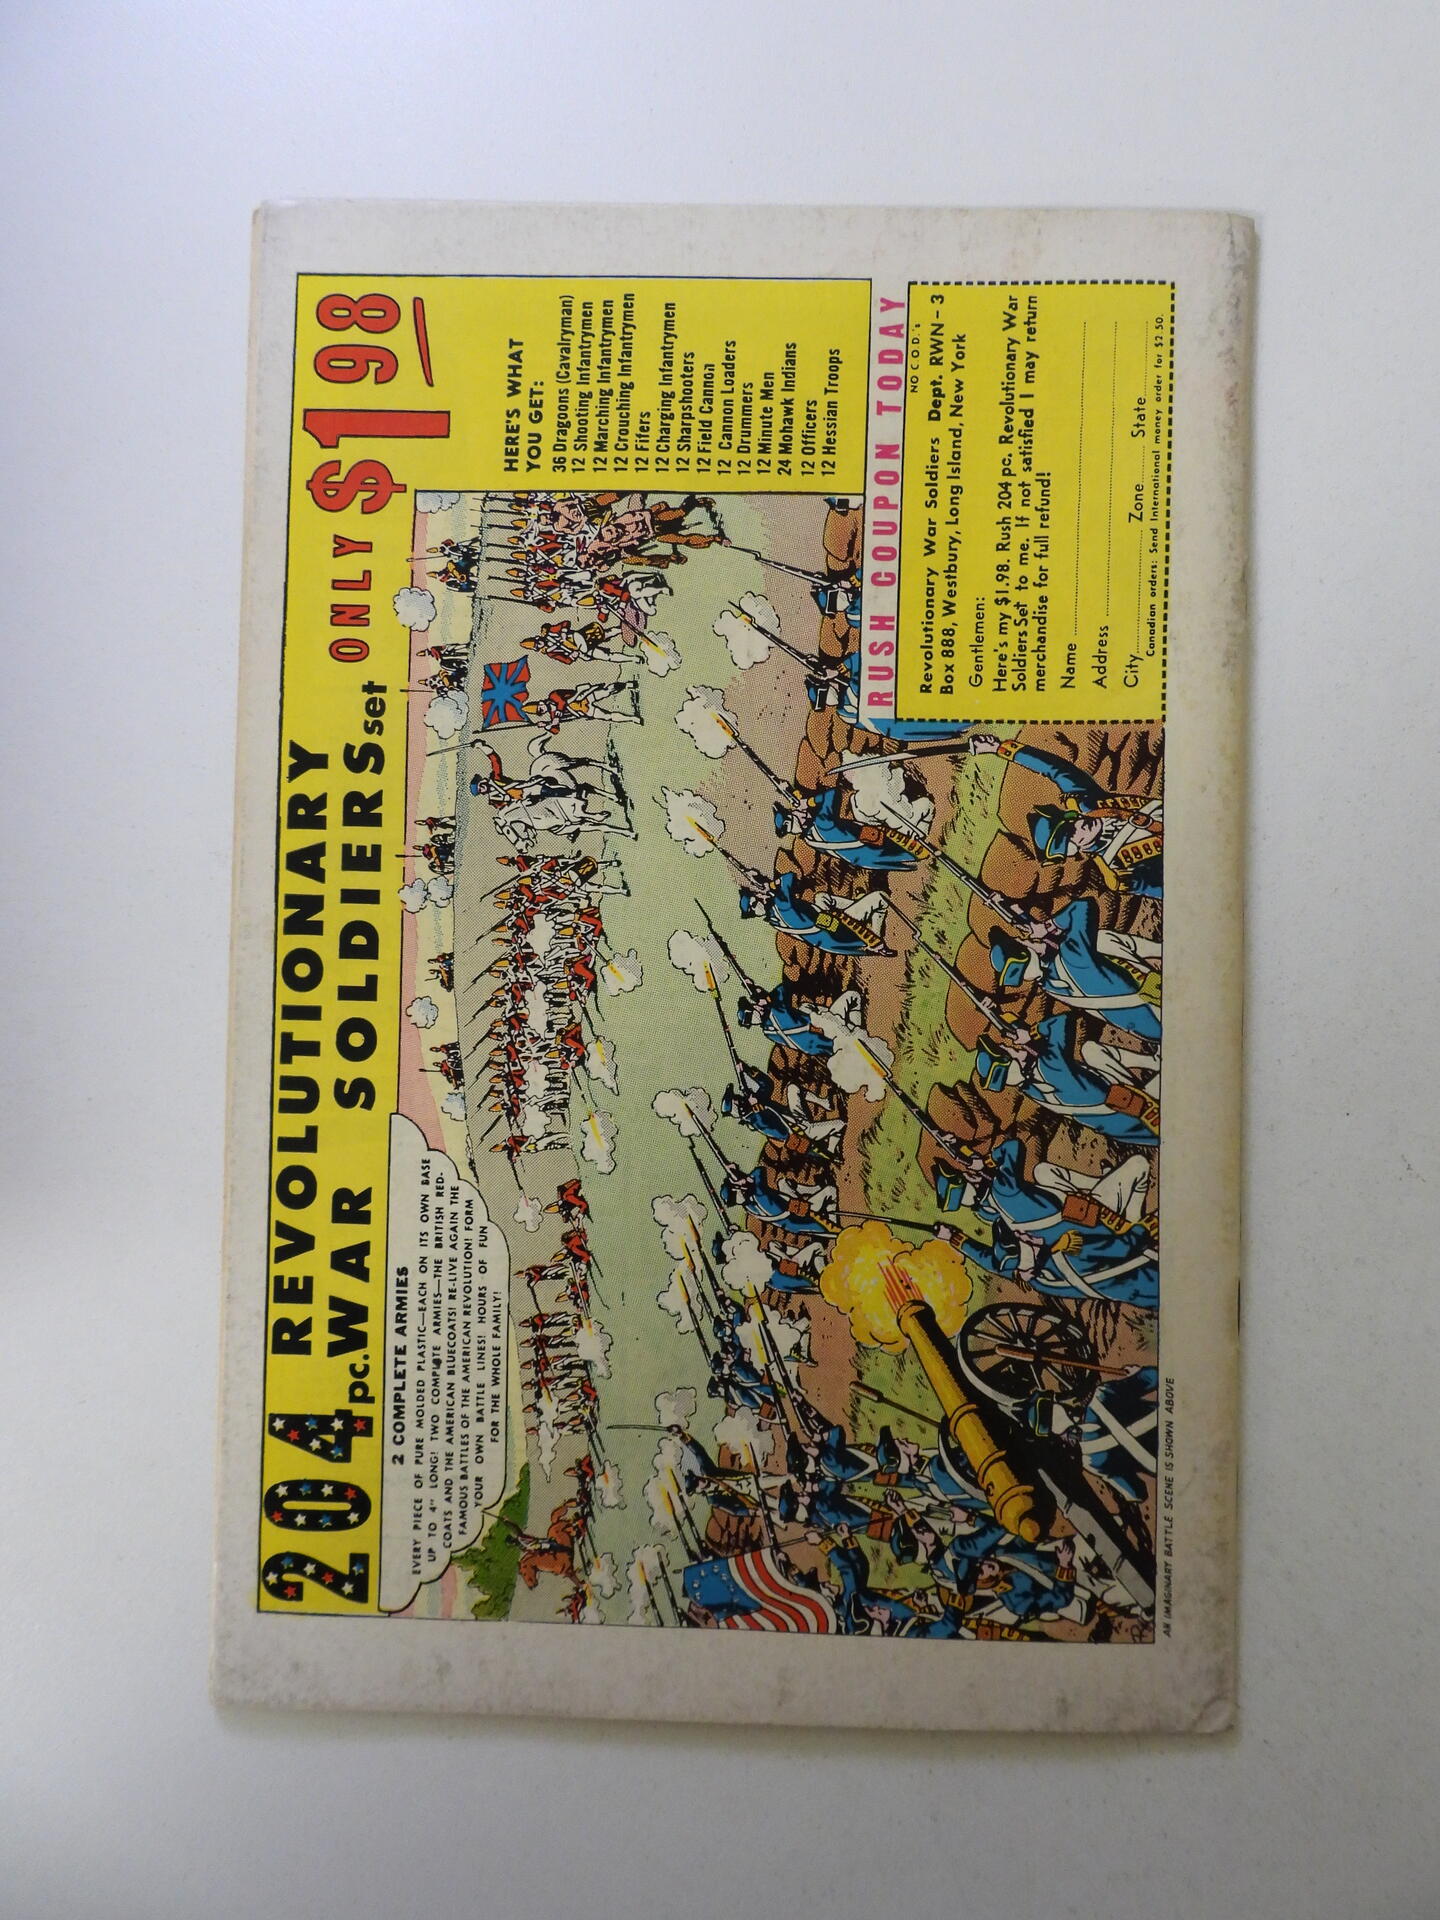 204 REVOLUTIONARY
pc. WAR SOLDIERS set ONLY $198
2 COMPLETE ARMIES
EVERY PIECE OF PURE MOLDED PLASTIC—EACH ON ITS OWN BASE
UP TO 4" LONG! TWO COMPLETE ARMIES—THE BRITISH RED-
COATS AND THE AMERICAN BLUECOATS! RE-LIVE AGAIN THE
FAMOUS BATTLES OF THE AMERICAN REVOLUTION! FORM
YOUR OWN BATTLE LINES! HOURS OF FUN
FOR THE WHOLE FAMILY!
HERE'S WHAT
YOU GET:
36 Dragoons (Cavalryman)
12 Shooting Infantrymen
12 Marching Infantrymen
12 Crouching Infantrymen
12 Fifers
12 Charging Infantrymen
12 Sharpshooters
12 Field Cannon
12 Cannon Loaders
12 Drummers
12 Minute Men
24 Mohawk Indians
12 Officers
12 Hessian Troops
RUSH COUPON TODAY
NO C.O.D.'s
Revolutionary War Soldiers Dept. RWN-3
Box 888, Westbury, Long Island, New York
Gentlemen:
Here's my $1.98. Rush 204 pc. Revolutionary War
Soldiers Set to me. If not satisfied I may return
merchandise for full refund!
Name
Address
City Zone State
Canadian orders: Send International money order for $2.50.
AN IMAGINARY BATTLE SCENE IS SHOWN ABOVE